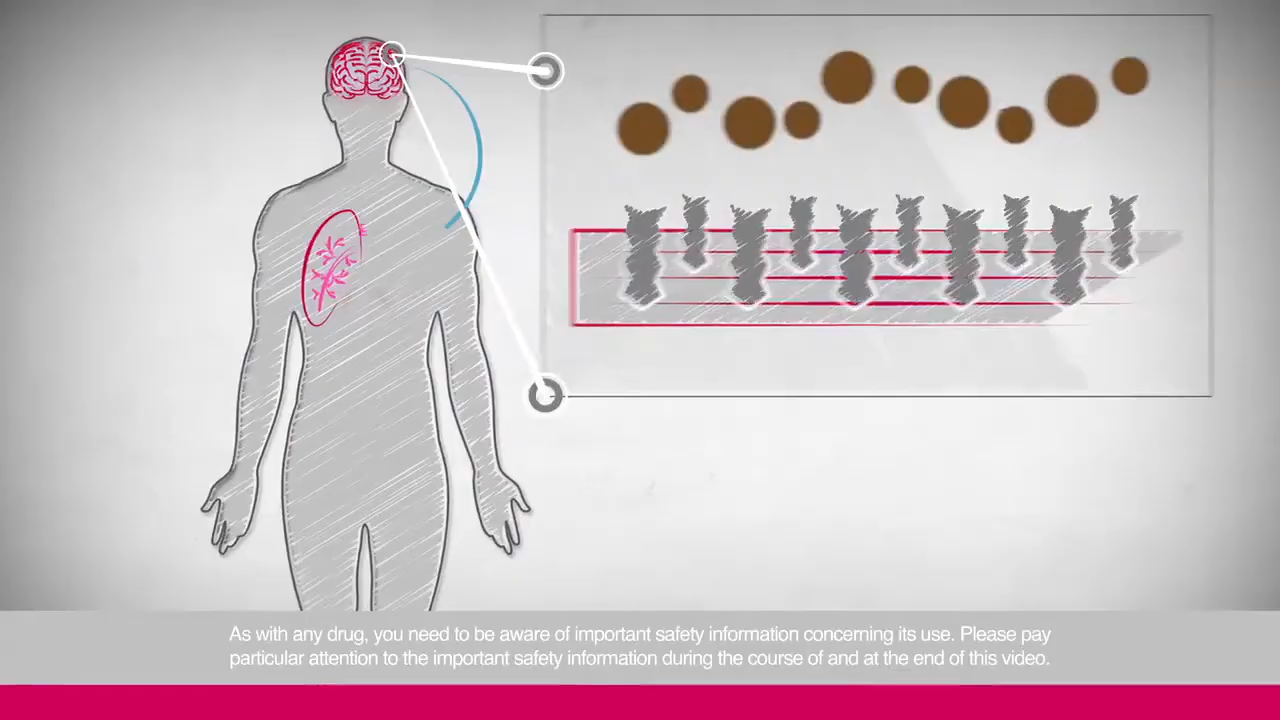 As with any drug, you need to be aware of important safety information concerning its use. Please pay
particular attention to the important safety information during the course of and at the end of this video.